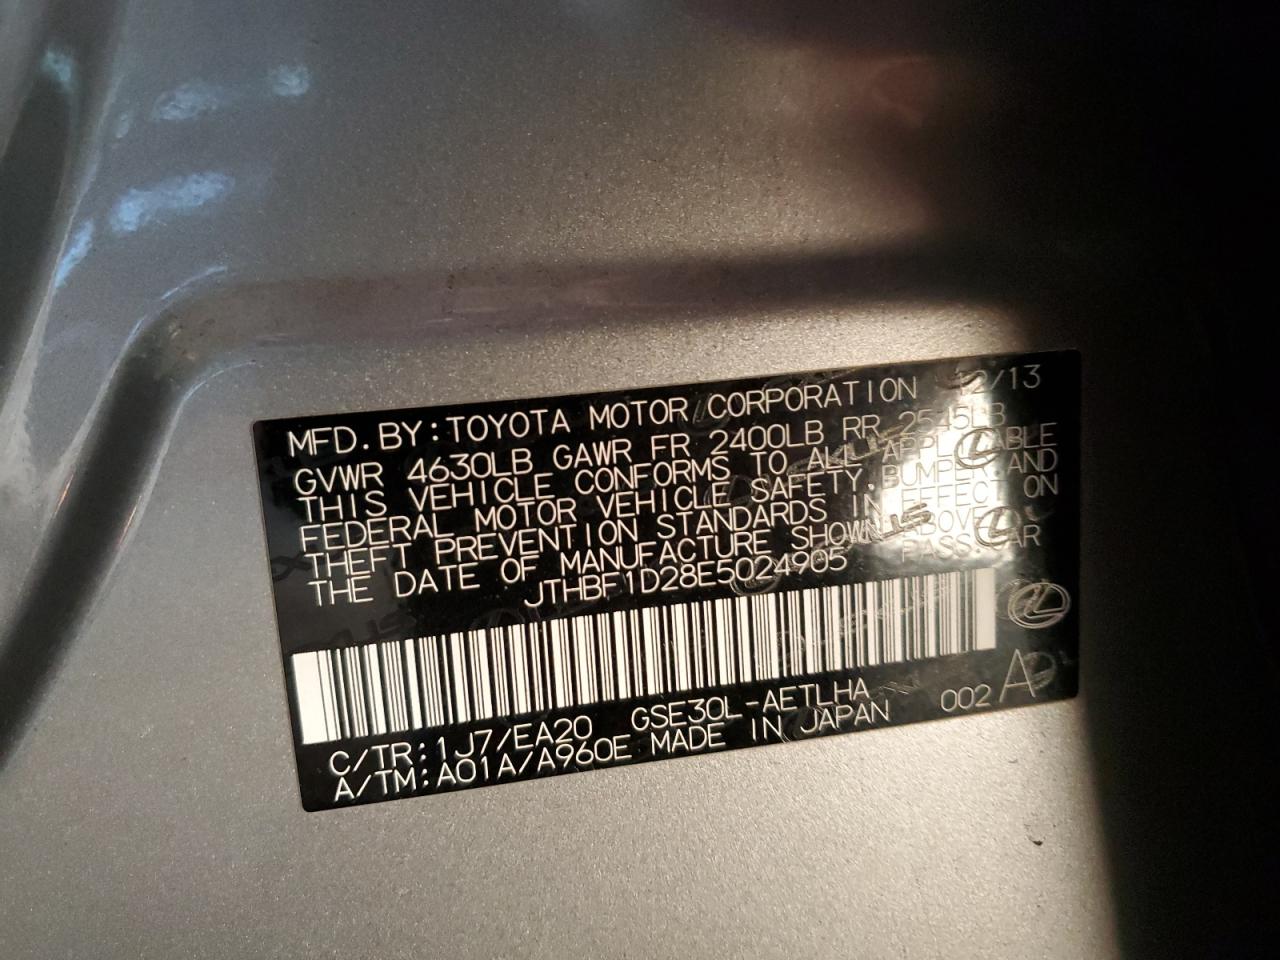 MFD.BY:TOYOTA MOTOR CORPORATION 12/13
GVWR 4630LB GAWR FR 2400LB RR 2545LB
THIS VEHICLE CONFORMS TO ALL APPLICABLE
FEDERAL MOTOR VEHICLE SAFETY,BUMPER,AND
THEFT PREVENTION STANDARDS IN EFFECT ON
THE DATE OF MANUFACTURE SHOWN ABOVE.
JTHBF1D28E5024905 PASS.CAR
C/TR:1J7/EA20 GSE30L-AETLHA
A/TM:A01A/A960E MADE IN JAPAN 002